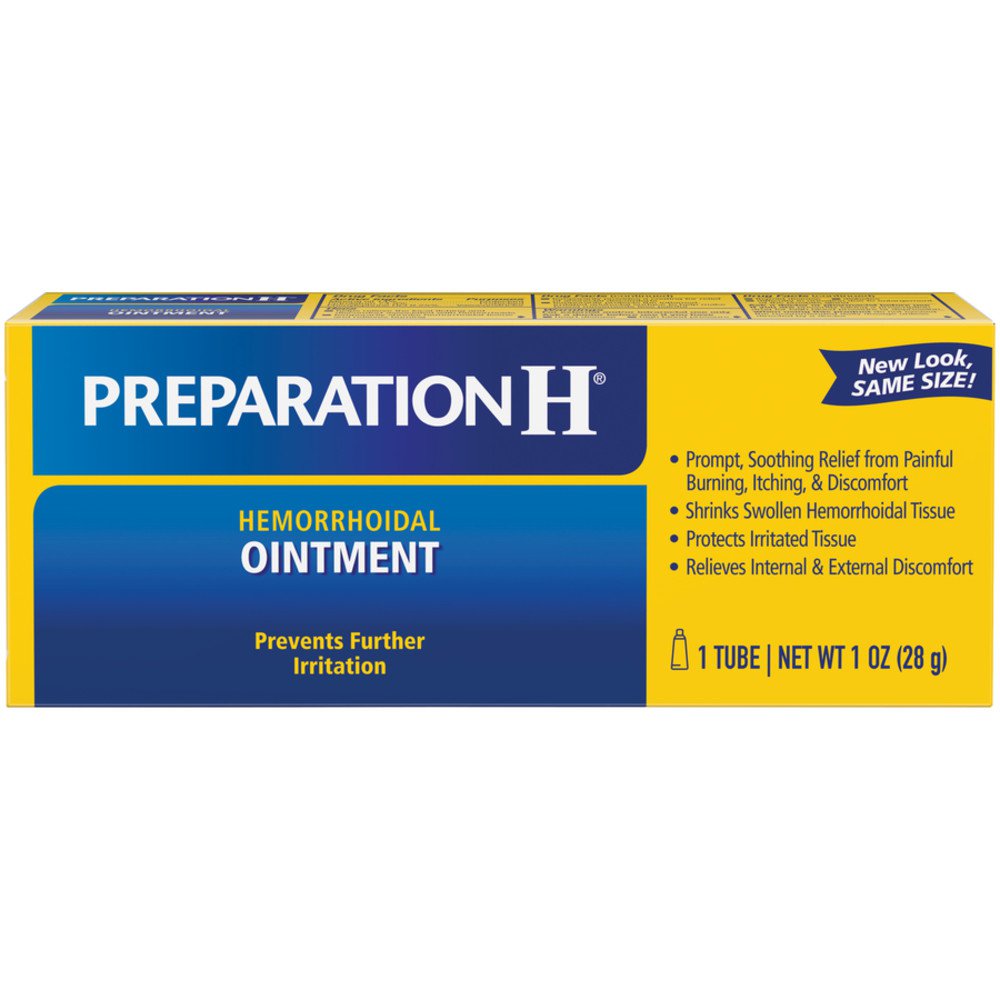 PREPARATION H
OINTMENT
Drug Facts
PREPARATION H®
New Look,
SAME SIZE!
HEMORRHOIDAL
OINTMENT
Prevents Further
Irritation
• Prompt, Soothing Relief from Painful
Burning, Itching, & Discomfort
• Shrinks Swollen Hemorrhoidal Tissue
• Protects Irritated Tissue
• Relieves Internal & External Discomfort
1 TUBE | NET WT 1 OZ (28 g)